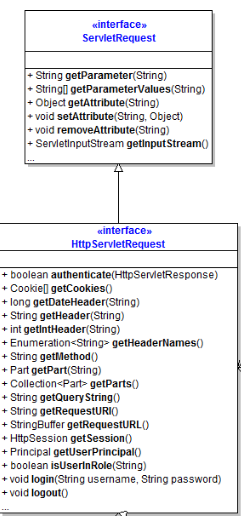 «interface»
ServletRequest
+ String getParameter(String)
+ String[] getParameterValues(String)
+ Object getAttribute(String)
+ void setAttribute(String, Object)
+ void removeAttribute(String)
+ ServletInputStream getInputStream()
...
«interface»
HttpServletRequest
+ boolean authenticate(HttpServletResponse)
+ Cookie[] getCookies()
+ long getDateHeader(String)
+ String getHeader(String)
+ int getIntHeader(String)
+ Enumeration<String> getHeaderNames()
+ String getMethod()
+ Part getPart(String)
+ Collection<Part> getParts()
+ String getQueryString()
+ String getRequestURI()
+ StringBuffer getRequestURL()
+ HttpSession getSession()
+ Principal getUserPrincipal()
+ boolean isUserInRole(String)
+ void login(String username, String password)
+ void logout()
...